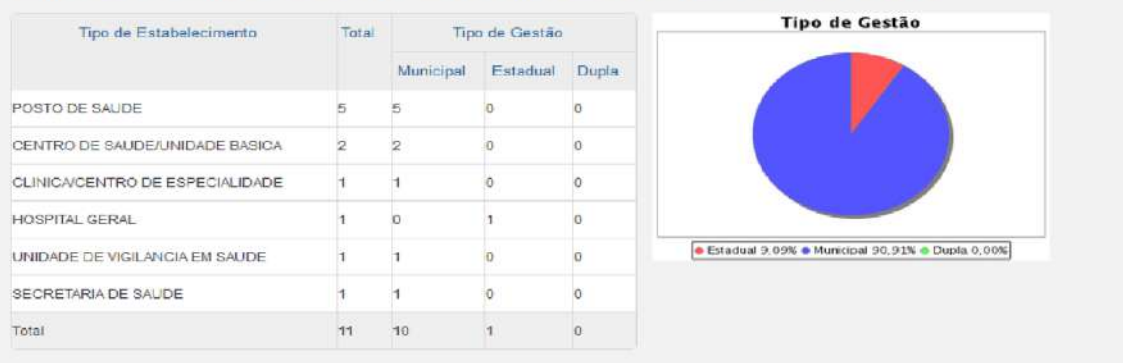 Tipo de Estabelecimento Total Tipo de Gestão
Municipal Estadual Dupla
POSTO DE SAUDE 5 5 0 0
CENTRO DE SAUDE/UNIDADE BASICA 2 2 0 0
CLINICA/CENTRO DE ESPECIALIDADE 1 1 0 0
HOSPITAL GERAL 1 0 1 0
UNIDADE DE VIGILANCIA EM SAUDE 1 1 0 0
SECRETARIA DE SAUDE 1 1 0 0
Total 11 10 1 0
Tipo de Gestão
Estadual 9,09% Municipal 90,91% Dupla 0,00%